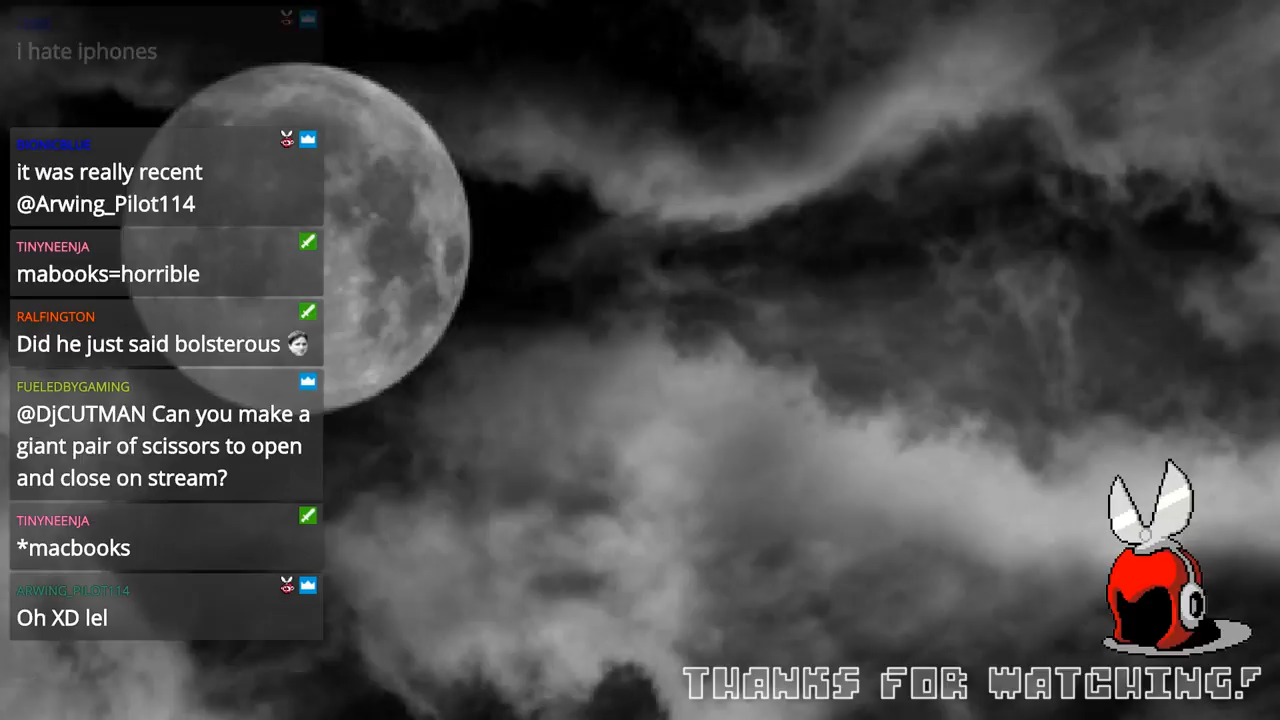 i hate iphones
it was really recent
@Arwing_Pilot114
TINYNEENJA
mabooks=horrible
RALFINGTON
Did he just said bolsterous
FUELEDBYGAMING
@DjCUTMAN Can you make a
giant pair of scissors to open
and close on stream?
TINYNEENJA
*macbooks
ARWING_PILOT114
Oh XD lel
THANKS FOR WATCHING!